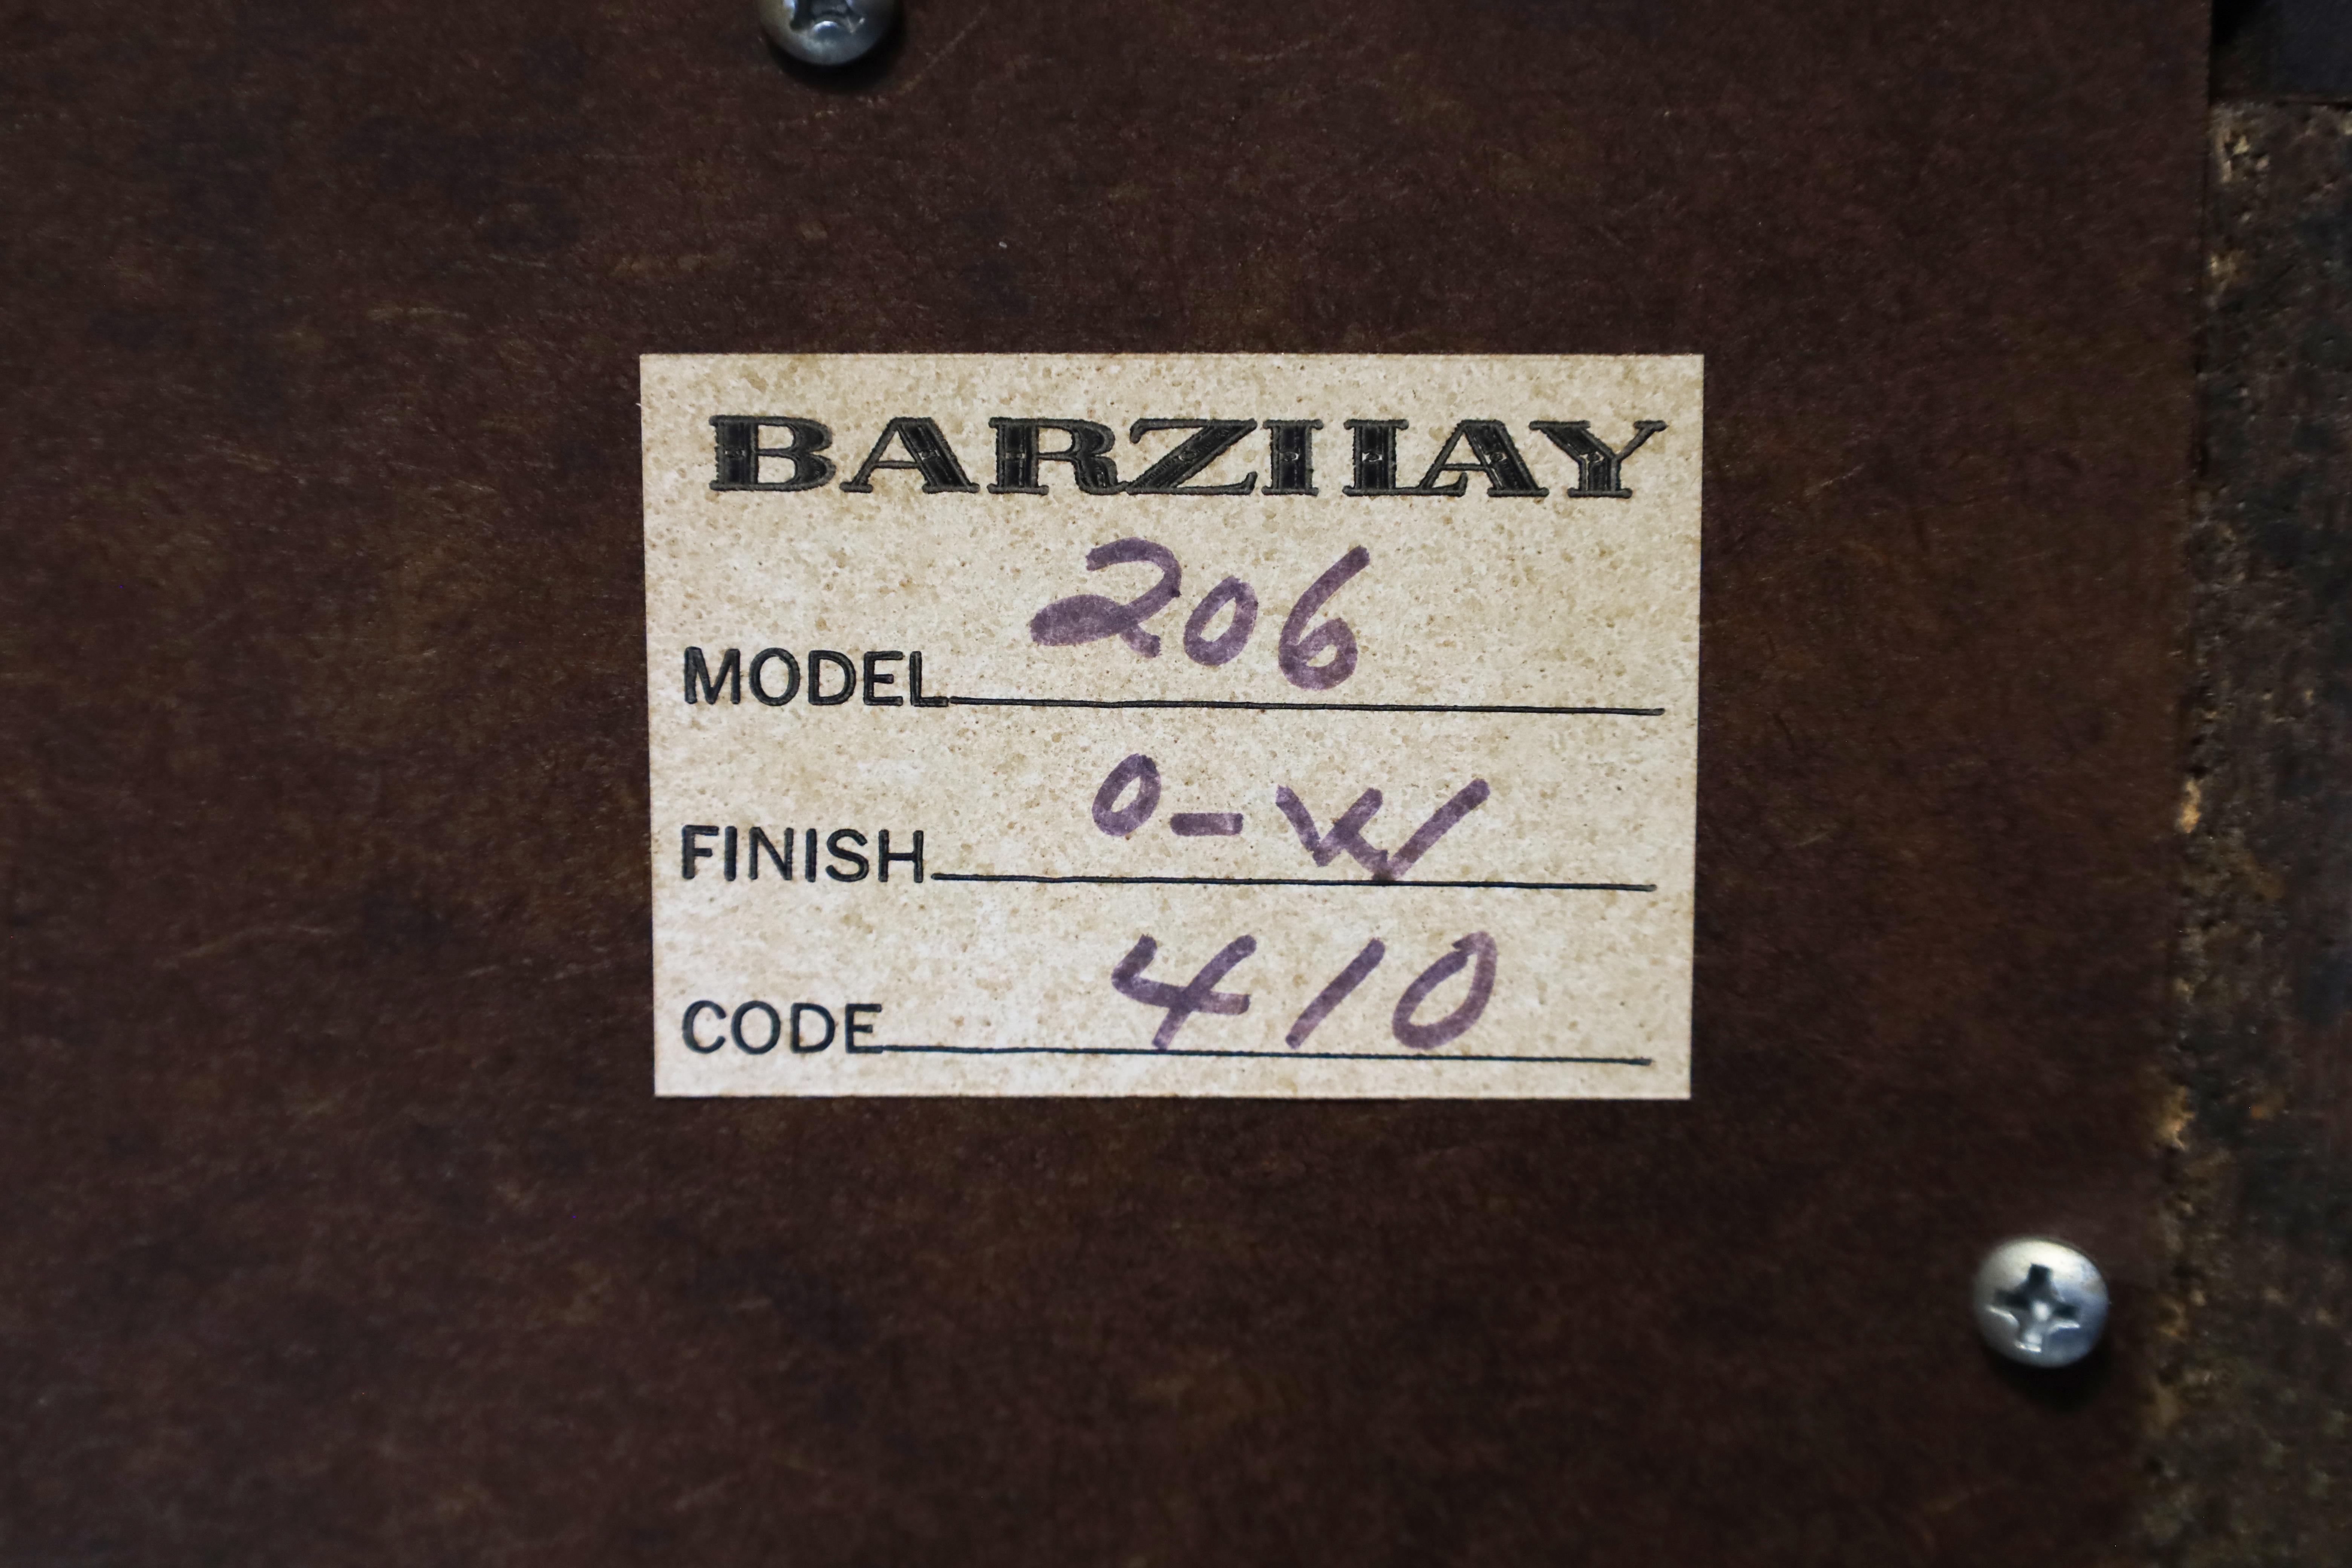 BARZILAY
MODEL 206
FINISH O-W
CODE 410